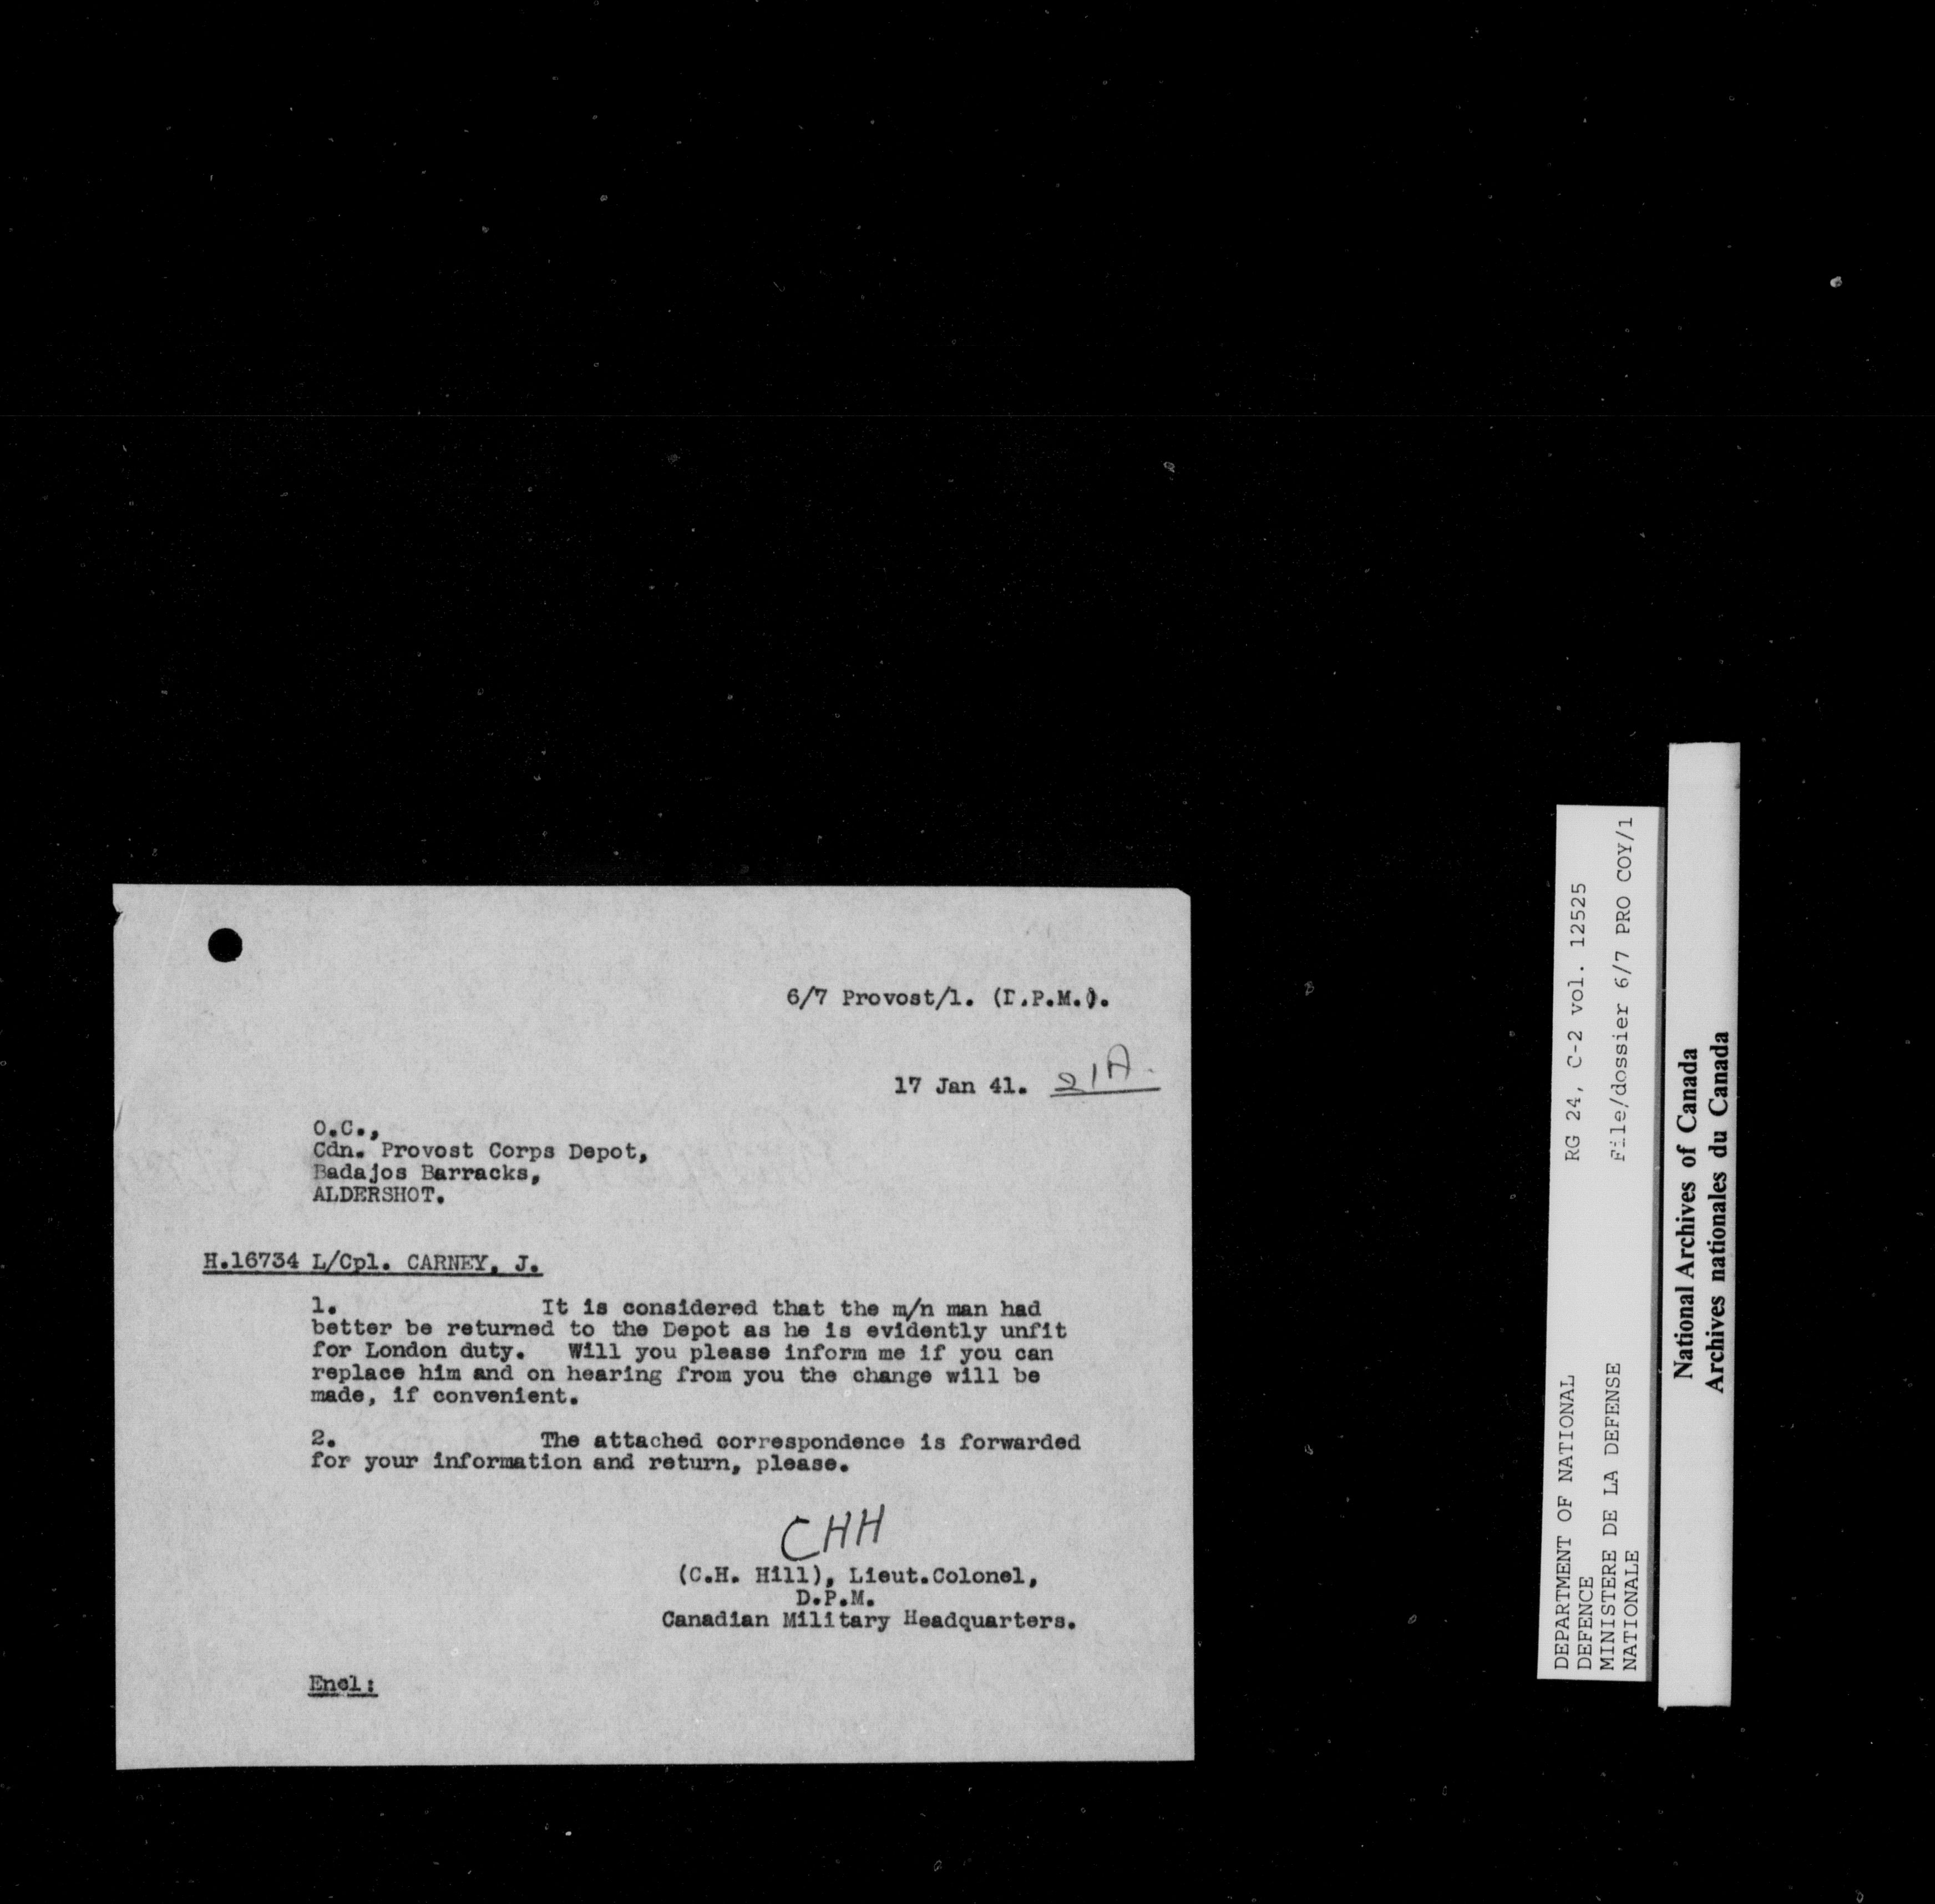 6/7 Provost/1. (D.P.M.).
17 Jan 41. 21A.
O.C.,
Cdn. Provost Corps Depot,
Badajos Barracks,
ALDERSHOT.
H.16734 L/Cpl. CARNEY, J.
1. It is considered that the m/n man had
better be returned to the Depot as he is evidently unfit
for London duty. Will you please inform me if you can
replace him and on hearing from you the change will be
made, if convenient.
2. The attached correspondence is forwarded
for your information and return, please.
CHH
(C.H. Hill), Lieut.Colonel,
D.P.M.
Canadian Military Headquarters.
Encl:
DEPARTMENT OF NATIONAL RG 24, C-2 vol. 12525
DEFENCE
MINISTERE DE LA DEFENSE File/dossier 6/7 PRO COY/1
NATIONALE
National Archives of Canada
Archives nationales du Canada